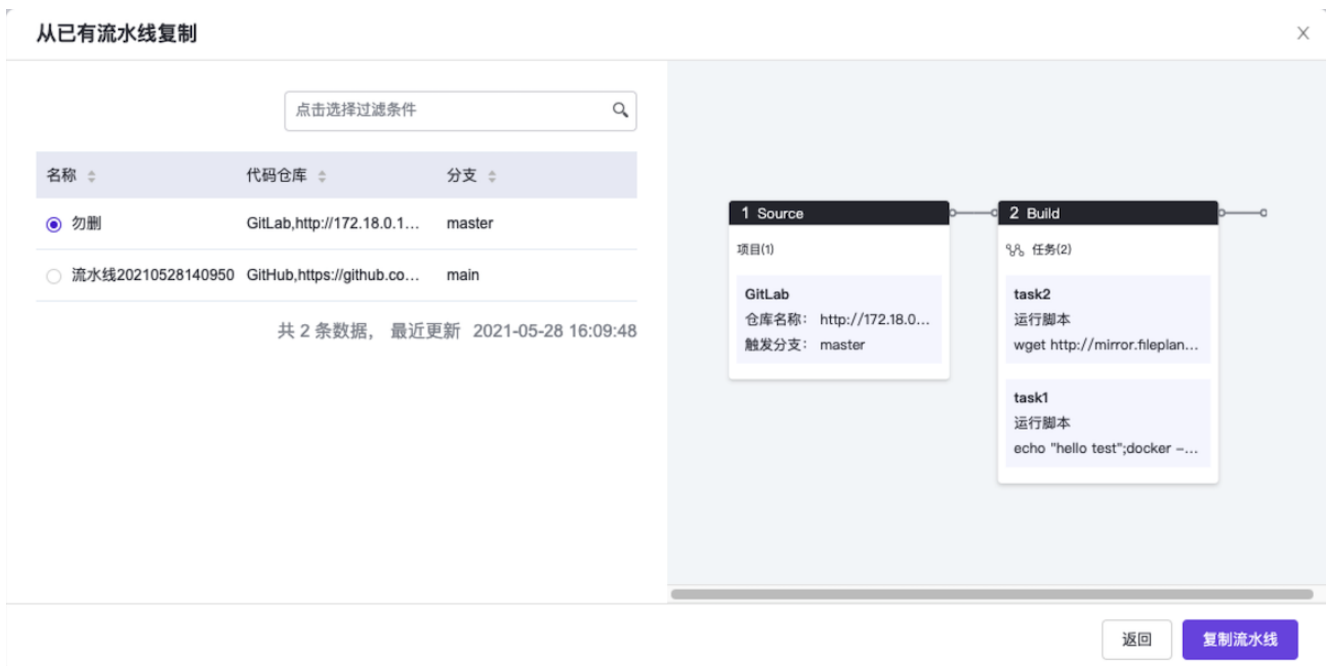 从已有流水线复制
点击选择过滤条件
名称 代码仓库 分支
勿删 GitLab,http://172.18.0.1... master
流水线20210528140950 GitHub,https://github.co... main
共 2 条数据， 最近更新 2021-05-28 16:09:48
1 Source
项目(1)
GitLab
仓库名称： http://172.18.0...
触发分支： master
2 Build
任务(2)
task2
运行脚本
wget http://mirror.fileplan...
task1
运行脚本
echo "hello test";docker –...
返回 复制流水线